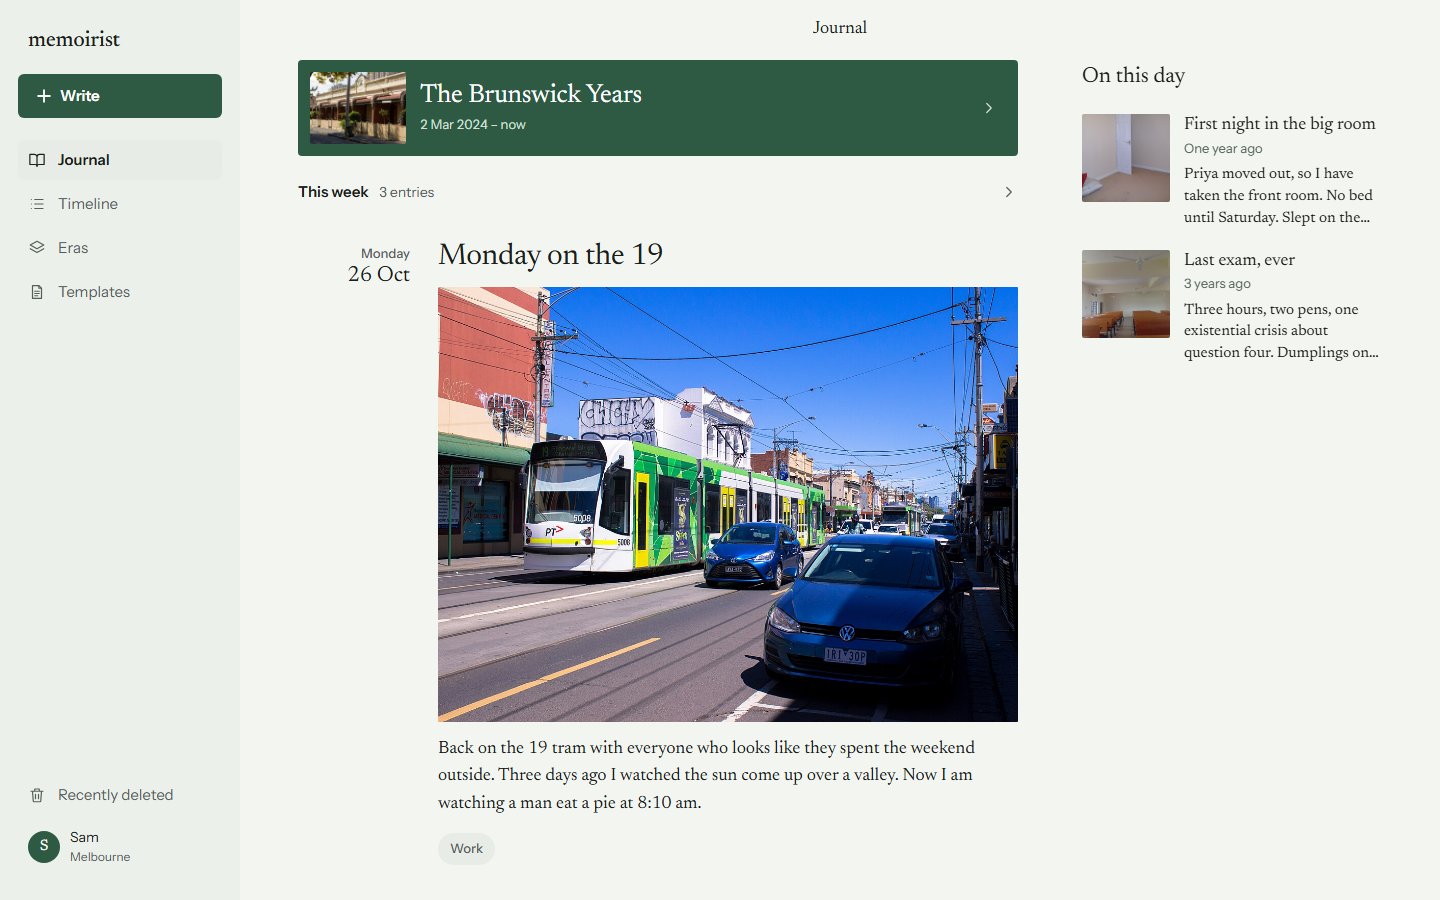 memoirist
Write
Journal
Timeline
Eras
Templates
Recently deleted
S
Sam
Melbourne
Journal
The Brunswick Years
2 Mar 2024 – now
This week 3 entries
Monday
26 Oct
Monday on the 19
5008
PT
5008
Back on the 19 tram with everyone who looks like they spent the weekend
outside. Three days ago I watched the sun come up over a valley. Now I am
watching a man eat a pie at 8:10 am.
Work
On this day
First night in the big room
One year ago
Priya moved out, so I have
taken the front room. No bed
until Saturday. Slept on the…
Last exam, ever
3 years ago
Three hours, two pens, one
existential crisis about
question four. Dumplings on…